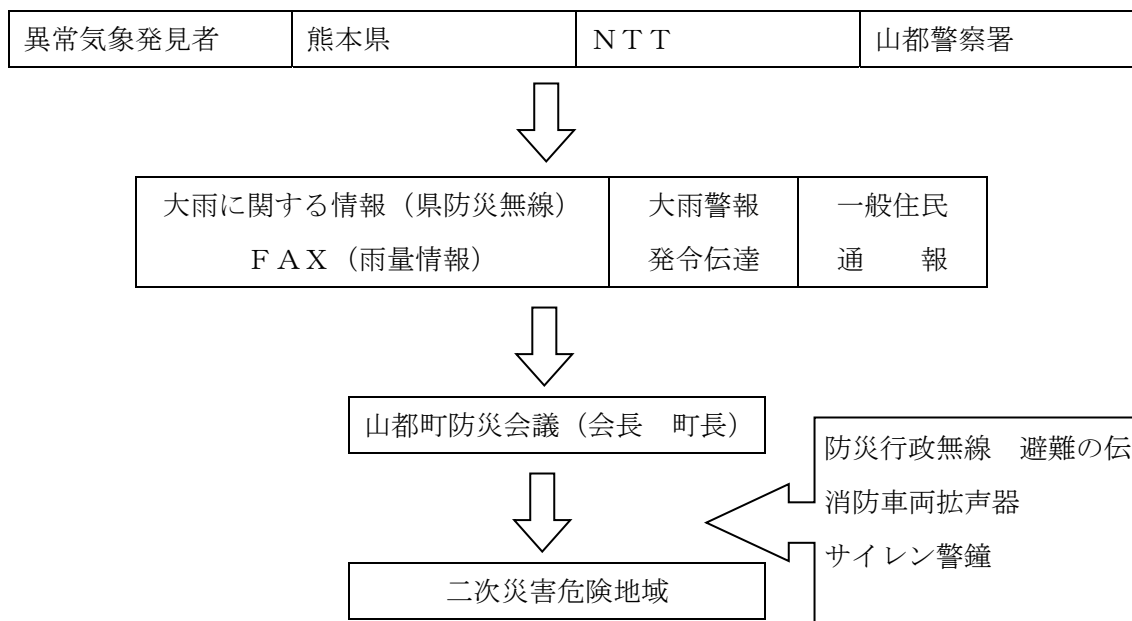 異常気象発見者 熊本県 ＮＴＴ 山都警察署
大雨に関する情報（県防災無線） 大雨警報 一般住民
ＦＡＸ（雨量情報） 発令伝達 通　　報
山都町防災会議（会長　町長）
防災行政無線　避難の伝
消防車両拡声器
サイレン警鐘
二次災害危険地域